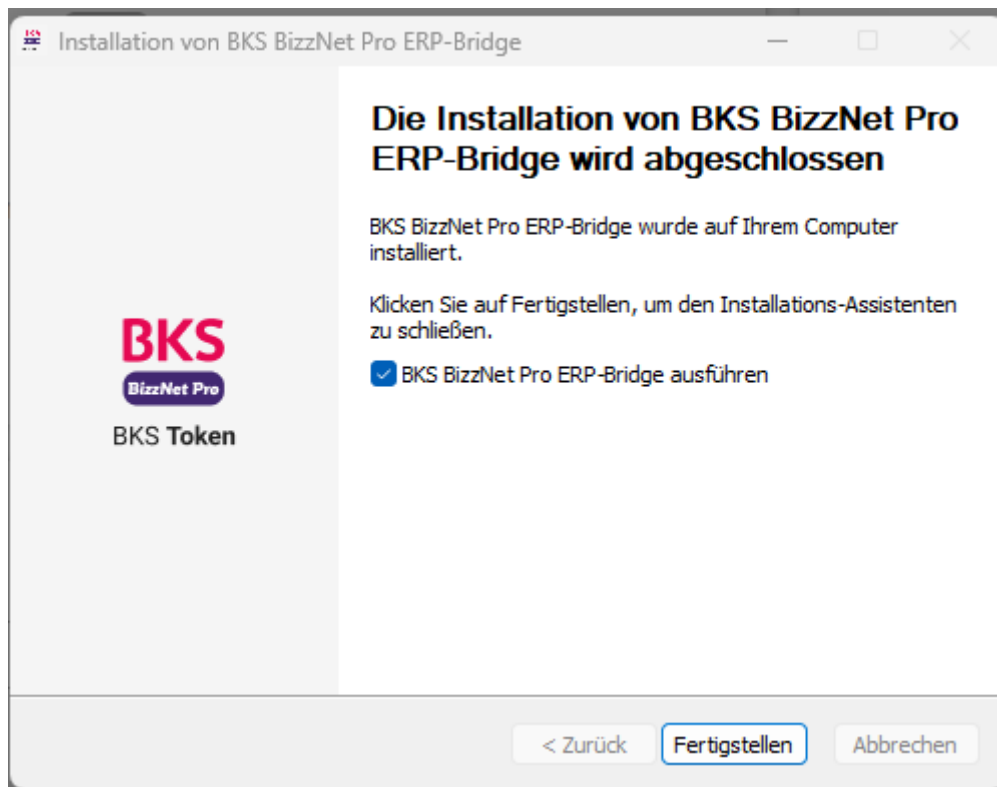 Installation von BKS BizzNet Pro ERP-Bridge
Die Installation von BKS BizzNet Pro
ERP-Bridge wird abgeschlossen
BKS BizzNet Pro ERP-Bridge wurde auf Ihrem Computer
installiert.
Klicken Sie auf Fertigstellen, um den Installations-Assistenten
zu schließen.
BKS BizzNet Pro ERP-Bridge ausführen
BKS
BizzNet Pro
BKS Token
< Zurück
Fertigstellen
Abbrechen